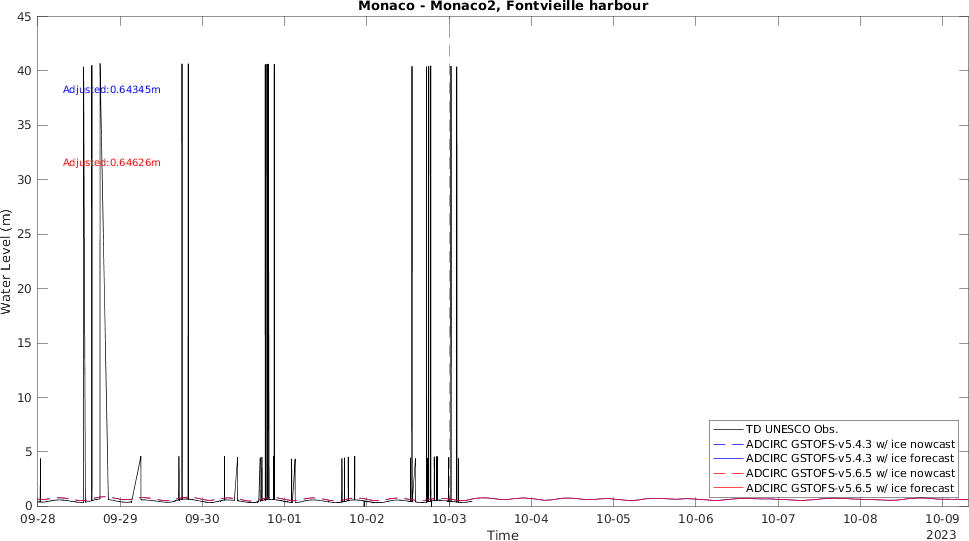 Monaco - Monaco2, Fontvieille harbour
Water Level (m)
45
40
35
30
25
20
15
10
5
0
Adjusted:0.64345m
Adjusted:0.64626m
TD UNESCO Obs.
ADCIRC GSTOFS-v5.4.3 w/ ice nowcast
ADCIRC GSTOFS-v5.4.3 w/ ice forecast
ADCIRC GSTOFS-v5.6.5 w/ ice nowcast
ADCIRC GSTOFS-v5.6.5 w/ ice forecast
09-28 09-29 09-30 10-01 10-02 10-03 10-04 10-05 10-06 10-07 10-08 10-09
Time
2023